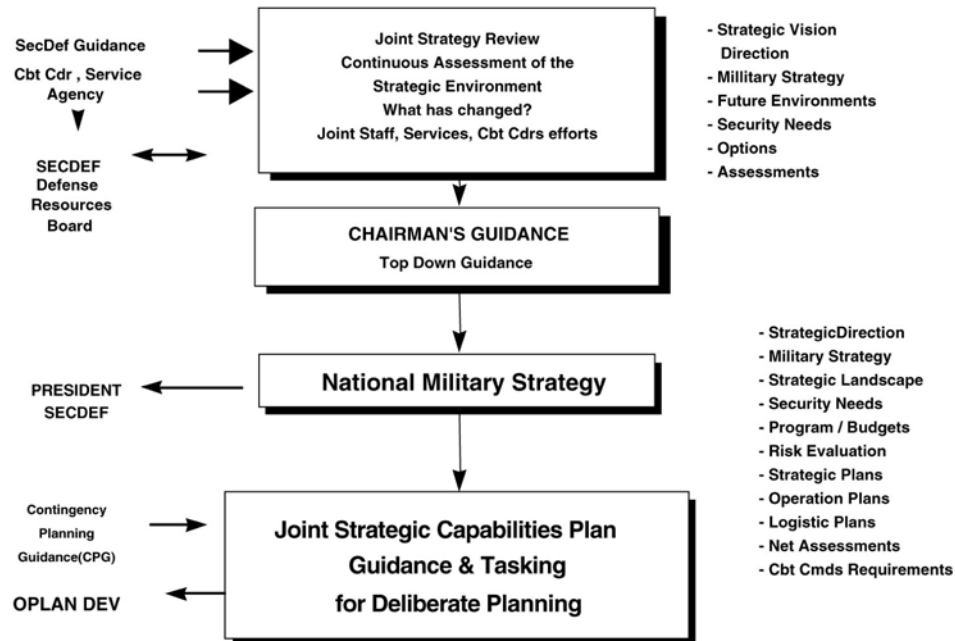 SecDef Guidance
Cbt Cdr , Service
Agency
SECDEF
Defense
Resources
Board
Joint Strategy Review
Continuous Assessment of the
Strategic Environment
What has changed?
Joint Staff, Services, Cbt Cdrs efforts
- Strategic Vision
Direction
- Millitary Strategy
- Future Environments
- Security Needs
- Options
- Assessments
CHAIRMAN'S GUIDANCE
Top Down Guidance
National Military Strategy
PRESIDENT
SECDEF
- StrategicDirection
- Military Strategy
- Strategic Landscape
- Security Needs
- Program / Budgets
- Risk Evaluation
- Strategic Plans
- Operation Plans
- Logistic Plans
- Net Assessments
- Cbt Cmds Requirements
Contingency
Planning
Guidance(CPG)
OPLAN DEV
Joint Strategic Capabilities Plan
Guidance & Tasking
for Deliberate Planning